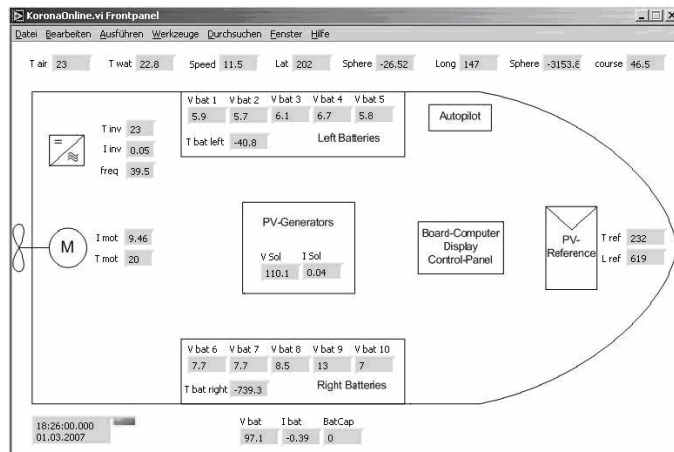 KoronaOnline.vi Frontpanel
Datei Bearbeiten Ausführen Werkzeuge Durchsuchen Fenster Hilfe
T air 23 T wat 22.8 Speed 11.5 Lat 202 Sphere -26.52 Long 147 Sphere -3153.8 course 46.5
V bat 1 V bat 2 V bat 3 V bat 4 V bat 5
5.9 5.7 6.1 6.7 5.8
T bat left -40.8 Left Batteries
Autopilot
T inv 23
I inv 0.05
freq 39.5
M
I mot 9.46
T mot 20
PV-Generators
V Sol I Sol
110.1 0.04
Board-Computer
Display
Control-Panel
PV-
Reference
T ref 232
L ref 619
V bat 6 V bat 7 V bat 8 V bat 9 V bat 10
7.7 7.7 8.5 13 7
T bat right -739.3 Right Batteries
18:26:00.000
01.03.2007
V bat I bat BatCap
97.1 -0.39 0